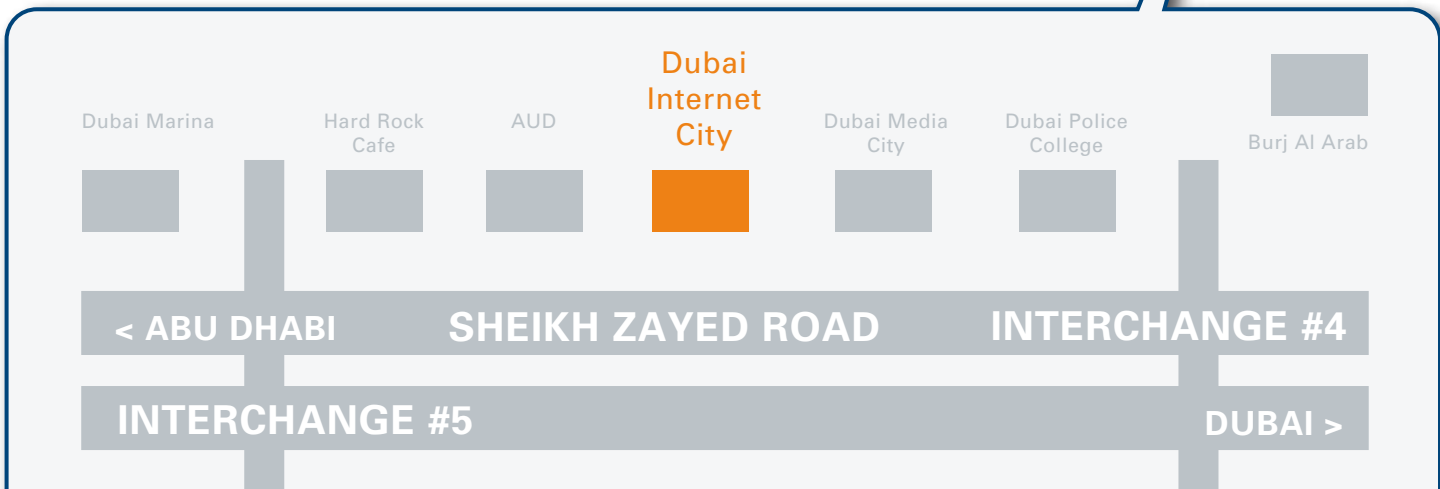 Dubai
Internet
City
Dubai Marina
Hard Rock
Cafe
AUD
Dubai Media
City
Dubai Police
College
Burj Al Arab
< ABU DHABI
SHEIKH ZAYED ROAD
INTERCHANGE #4
INTERCHANGE #5
DUBAI >